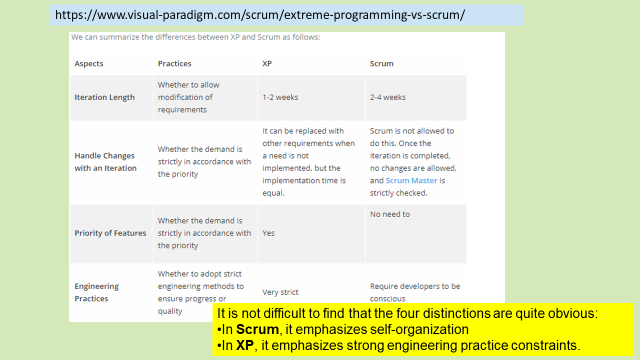 https://www.visual-paradigm.com/scrum/extreme-programming-vs-scrum/
We can summarize the differences between XP and Scrum as follows:
Aspects Practices XP Scrum
Iteration Length
Whether to allow
modification of
requirements
1-2 weeks
2-4 weeks
Handle Changes
with an Iteration
Whether the demand is
strictly in accordance with
the priority
It can be replaced with
other requirements when
a need is not
implemented, but the
implementation time is
equal.
Scrum is not allowed to
do this. Once the
iteration is completed,
no changes are allowed,
and Scrum Master is
strictly checked.
Priority of Features
Whether the demand is
strictly in accordance with
the priority
Yes
No need to
Engineering
Practices
Whether to adopt strict
engineering methods to
ensure progress or
quality
Very strict
Require developers to be
conscious
It is not difficult to find that the four distinctions are quite obvious:
•In Scrum, it emphasizes self-organization
•In XP, it emphasizes strong engineering practice constraints.